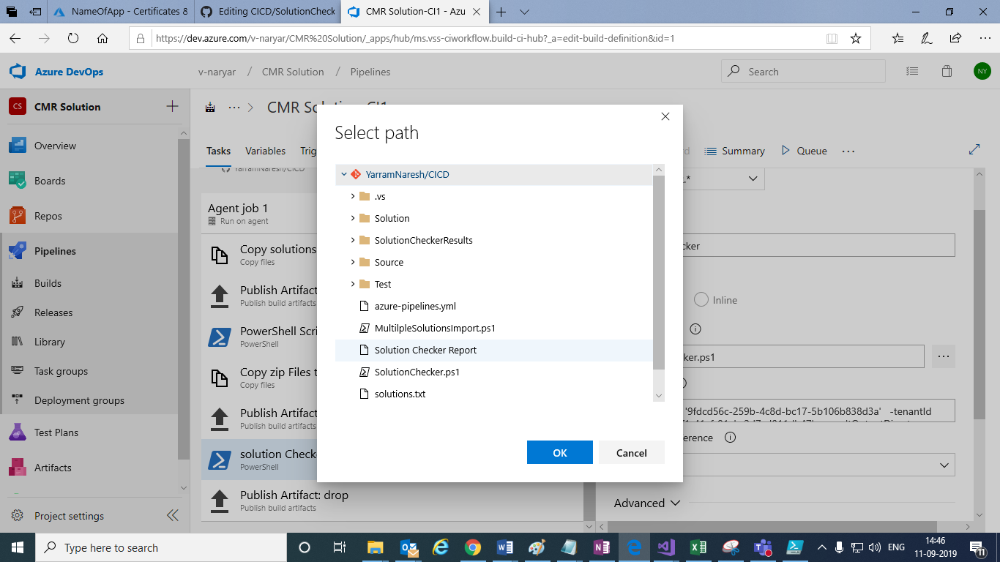 NameOfApp - Certificates &
Editing CICD/SolutionCheck
CMR Solution-CI1 - Azu
https://dev.azure.com/v-naryar/CMR%20Solution/_apps/hub/ms.vss-ciworkflow.build-ci-hub?_a=edit-build-definition&id=1
Azure DevOps
v-naryar / CMR Solution / Pipelines
Search
NY
CS CMR Solution
Overview
Boards
Repos
Pipelines
Builds
Releases
Library
Task groups
Deployment groups
Test Plans
Artifacts
Project settings
CMR Solution-CI1
Tasks Variables Trig
Summary Queue
YarramNaresh/CICD
Agent job 1
Run on agent
Copy solutions
Copy files
Publish Artifact
Publish build artifacts
PowerShell Scri
PowerShell
Copy zip Files t
Copy files
Publish Artifact
Publish build artifacts
solution Checke
PowerShell
Publish Artifact: drop
Publish build artifacts
Select path
YarramNaresh/CICD
.vs
Solution
SolutionCheckerResults
Source
Test
azure-pipelines.yml
MultilpleSolutionsImport.ps1
Solution Checker Report
SolutionChecker.ps1
solutions.txt
OK Cancel
.*
cker
Inline
ker.ps1
'9fdcd56c-259b-4c8d-bc17-5b106b838d3a' -tenantId
erence
Advanced
Type here to search
ENG
14:46
11-09-2019
11